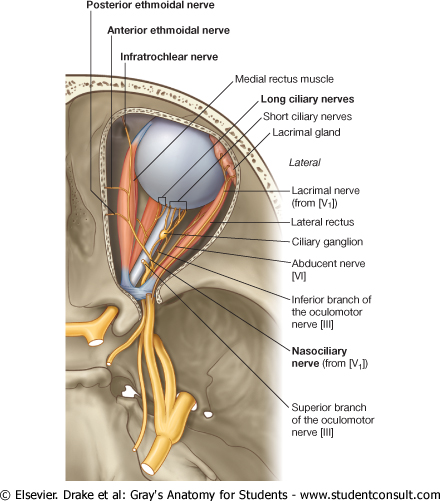 Posterior ethmoidal nerve
Anterior ethmoidal nerve
Infratrochlear nerve
Medial rectus muscle
Long ciliary nerves
Short ciliary nerves
Lacrimal gland
Lateral
Lacrimal nerve
(from [V₁])
Lateral rectus
Ciliary ganglion
Abducent nerve
[VI]
Inferior branch of
the oculomotor
nerve [III]
Nasociliary
nerve (from [V₁])
Superior branch
of the oculomotor
nerve [III]
© Elsevier. Drake et al: Gray's Anatomy for Students - www.studentconsult.com